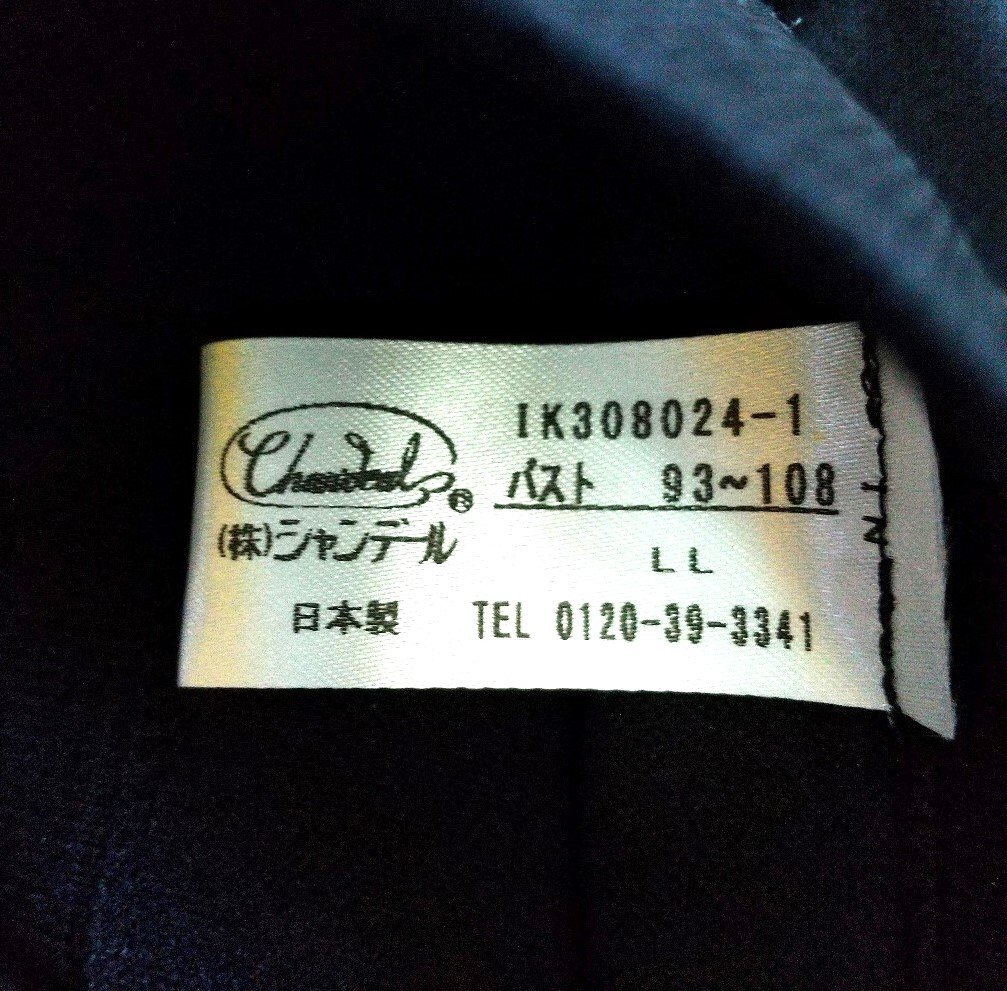 Chandeal
®
(株)シャンデール
日本製
IK308024-1
バスト 93~108
LL
TEL 0120-39-3341